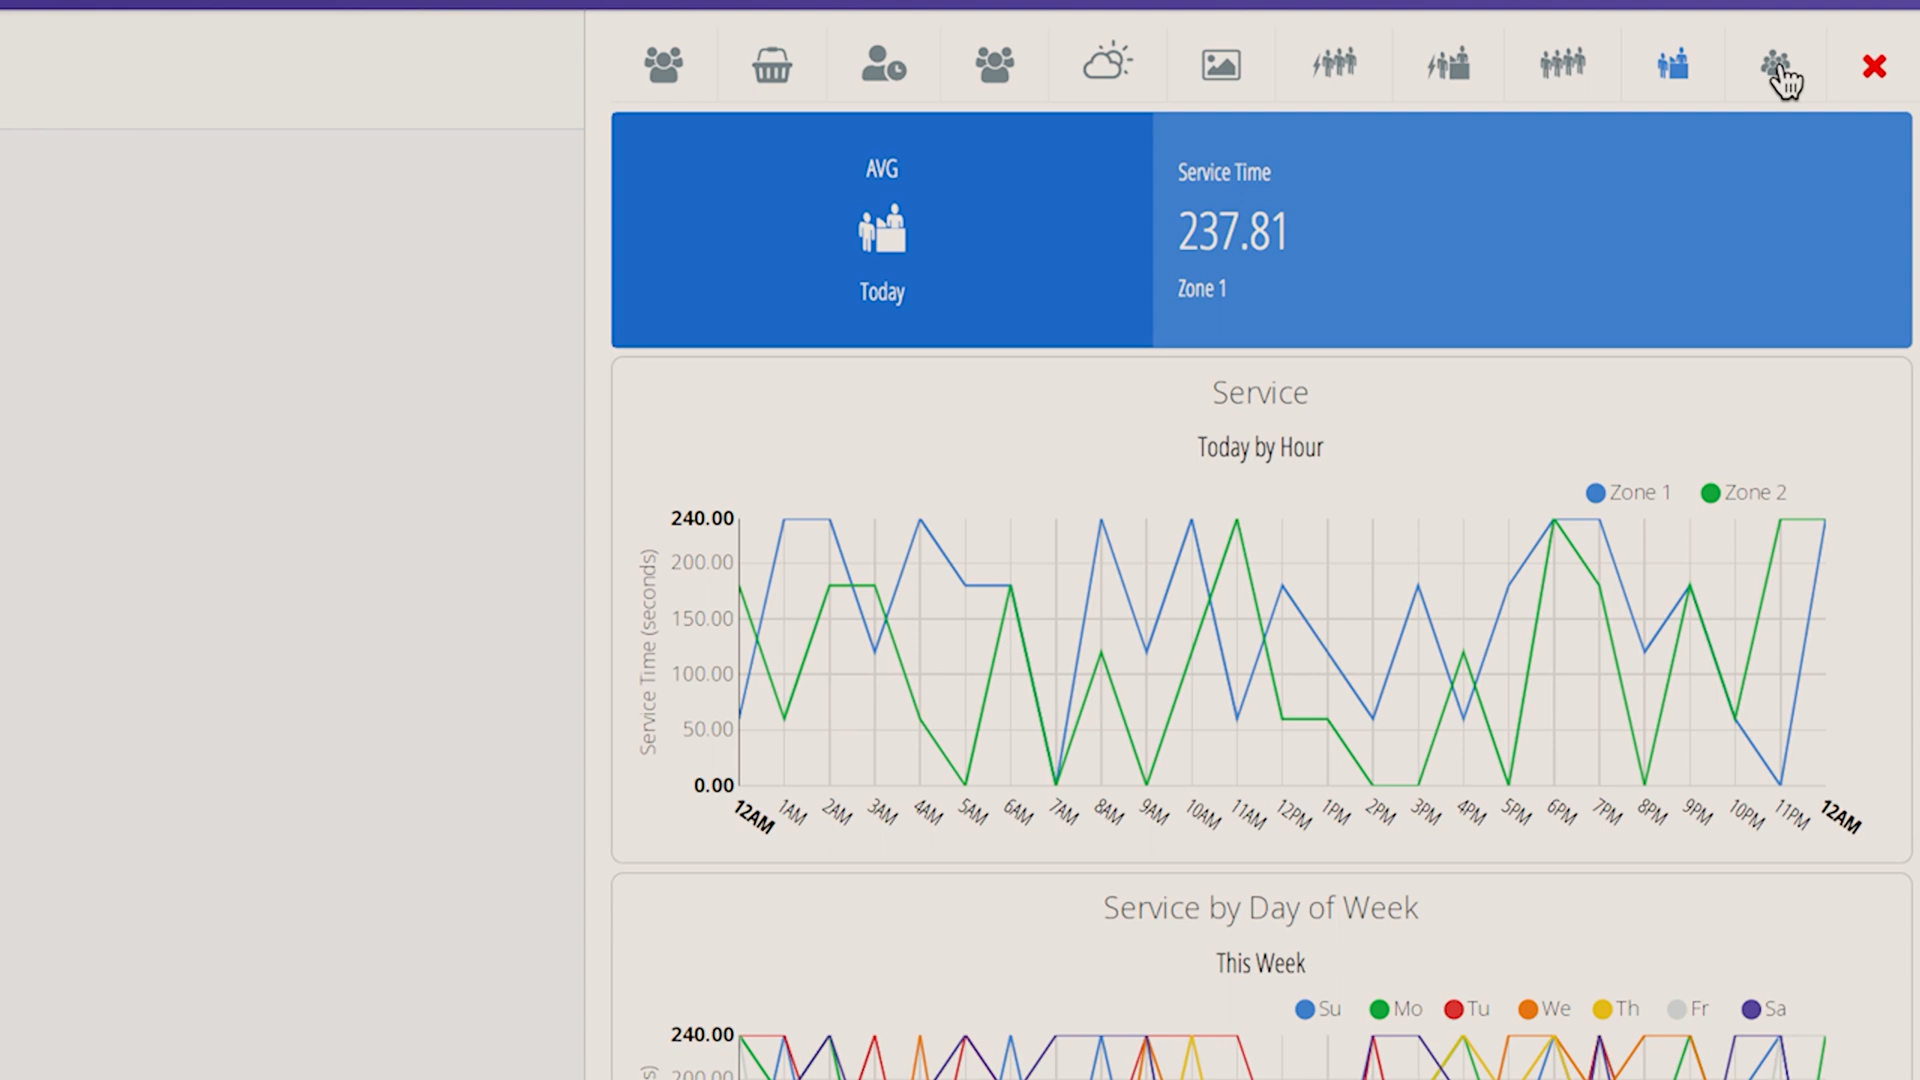 AVG
Today
Service Time
237.81
Zone 1
Service
Today by Hour
Zone 1 Zone 2
240.00
200.00
150.00
100.00
50.00
0.00
Service Time (seconds)
12AM 1AM 2AM 3AM 4AM 5AM 6AM 7AM 8AM 9AM 10AM 11AM 12PM 1PM 2PM 3PM 4PM 5PM 6PM 7PM 8PM 9PM 10PM 11PM 12AM
Service by Day of Week
This Week
Su Mo Tu We Th Fr Sa
240.00
200.00